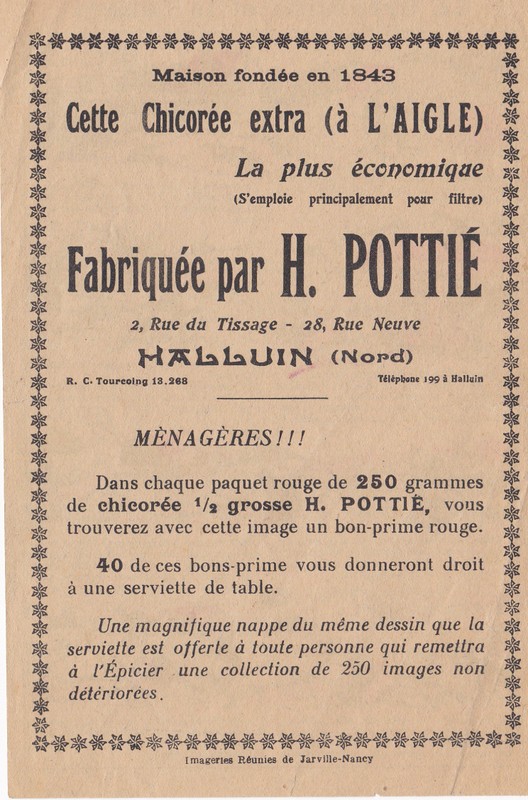 Maison fondée en 1843
Cette Chicorée extra (à L'AIGLE)
La plus économique
(S'emploie principalement pour filtre)
Fabriquée par H. POTTIÉ
2, Rue du Tissage - 28, Rue Neuve
HALLUIN (Nord)
R. C. Tourcoing 13.268 Téléphone 199 à Halluin
MÈNAGÈRES!!!
Dans chaque paquet rouge de 250 grammes
de chicorée 1/2 grosse H. POTTIÉ, vous
trouverez avec cette image un bon-prime rouge.
40 de ces bons-prime vous donneront droit
à une serviette de table.
Une magnifique nappe du même dessin que la
serviette est offerte à toute personne qui remettra
à l'Épicier une collection de 250 images non
détériorées.
Imageries Réunies de Jarville-Nancy